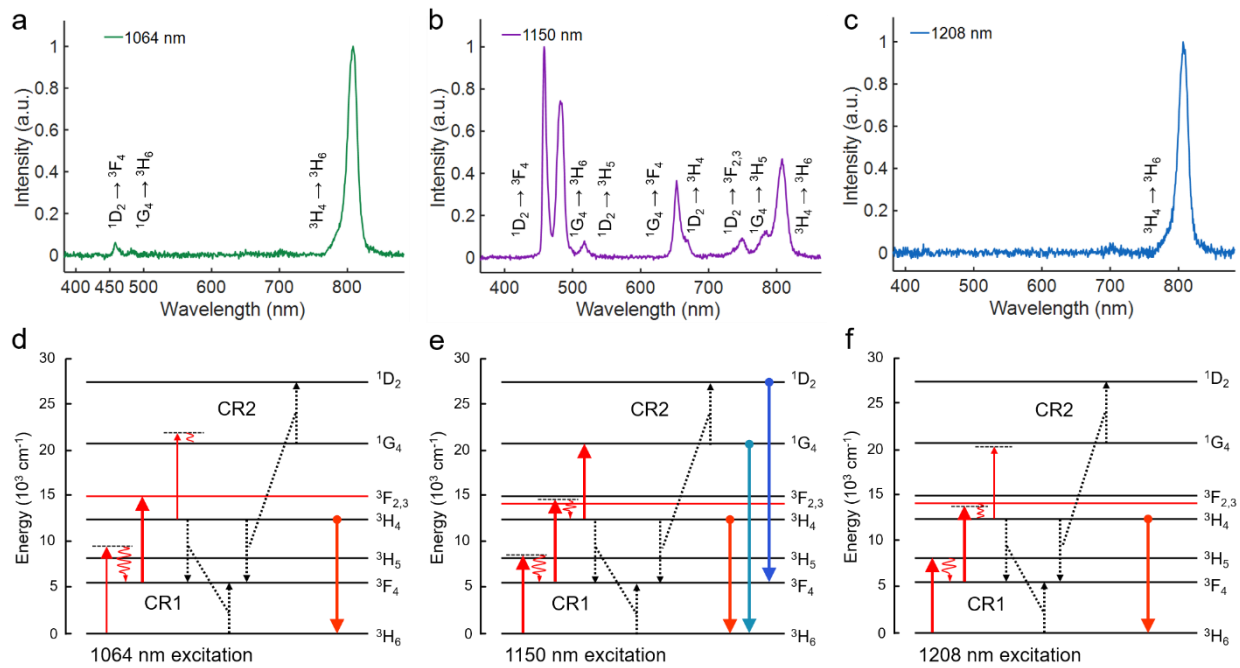 a
1064 nm
Intensity (a.u.)
1
0.8
0.6
0.4
0.2
0
¹D₂ → ³F₄
¹G₄ → ³H₆
³H₄ → ³H₆
400 450 500 600 700 800
Wavelength (nm)
b
1150 nm
Intensity (a.u.)
1
0.8
0.6
0.4
0.2
0
¹D₂ → ³F₄
¹G₄ → ³H₆
¹D₂ → ³H₅
¹G₄ → ³F₄
¹D₂ → ³H₄
¹D₂ → ³F₂,₃
¹G₄ → ³H₅
³H₄ → ³H₆
400 500 600 700 800
Wavelength (nm)
c
1208 nm
Intensity (a.u.)
1
0.8
0.6
0.4
0.2
0
³H₄ → ³H₆
400 500 600 700 800
Wavelength (nm)
d
Energy (10³ cm⁻¹)
30
25
20
15
10
5
0
¹D₂
CR2
¹G₄
³F₂,₃
³H₄
³H₅
³F₄
CR1
³H₆
1064 nm excitation
e
Energy (10³ cm⁻¹)
30
25
20
15
10
5
0
¹D₂
CR2
¹G₄
³F₂,₃
³H₄
³H₅
³F₄
CR1
³H₆
1150 nm excitation
f
Energy (10³ cm⁻¹)
30
25
20
15
10
5
0
¹D₂
CR2
¹G₄
³F₂,₃
³H₄
³H₅
³F₄
CR1
³H₆
1208 nm excitation